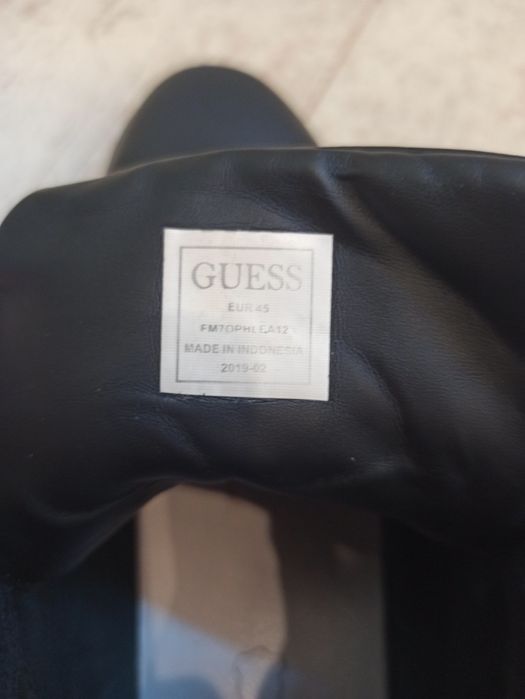 GUESS
EUR 45
FM7OPHLEA12
MADE IN INDONESIA
2019-02